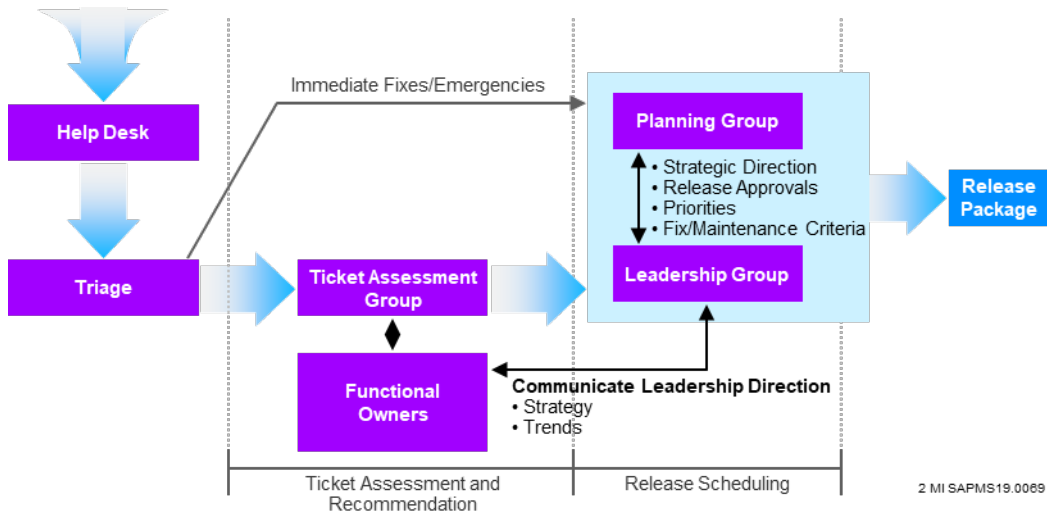 Immediate Fixes/Emergencies
Help Desk
Planning Group
• Strategic Direction
• Release Approvals
• Priorities
• Fix/Maintenance Criteria
Release
Package
Triage
Ticket Assessment
Group
Leadership Group
Functional
Owners
Communicate Leadership Direction
• Strategy
• Trends
Ticket Assessment and
Recommendation
Release Scheduling
2 MI SAPMS19.0069